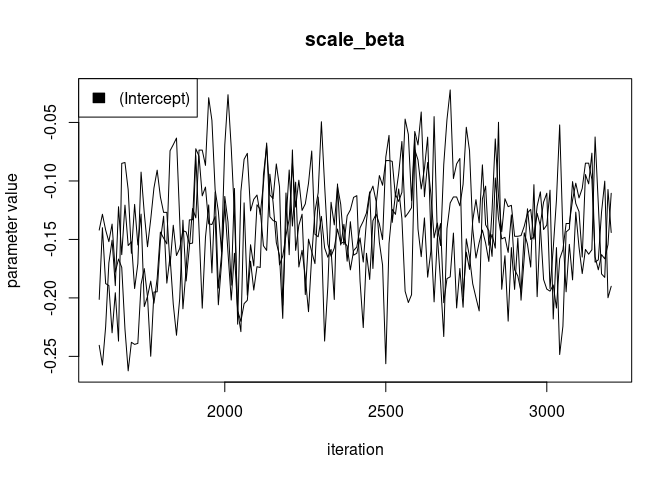 scale_beta
(Intercept)
-0.05
-0.10
-0.15
-0.20
-0.25
parameter value
2000
2500
3000
iteration